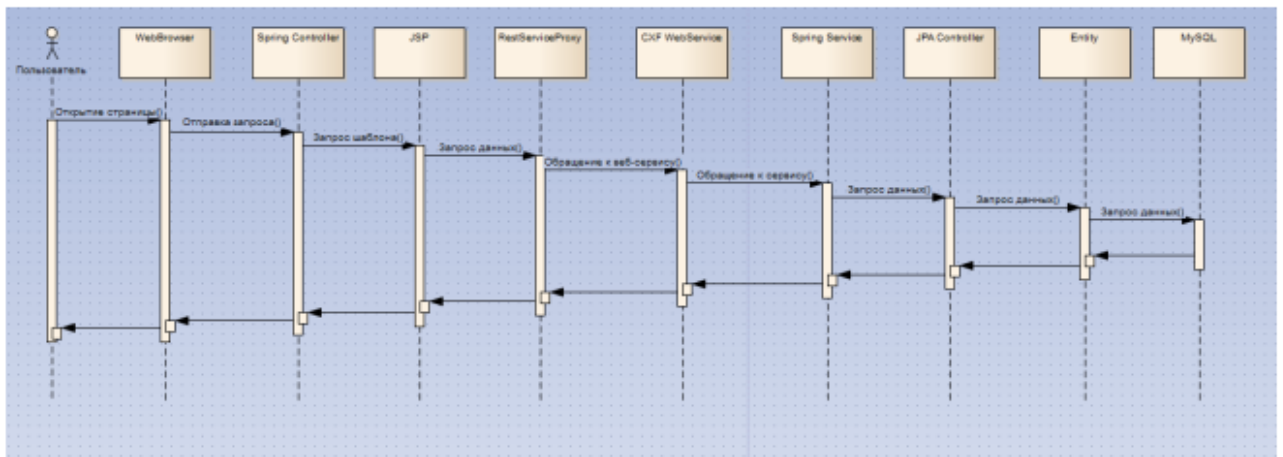 WebBrowser
Spring Controller
JSP
RestServiceProxy
CXF WebService
Spring Service
JPA Controller
Entity
MySQL
Пользователь
Открытие страницы()
Отправка запроса()
Запрос шаблона()
Запрос данных()
Обращение к веб-сервису()
Обращение к сервису()
Запрос данных()
Запрос данных()
Запрос данных()